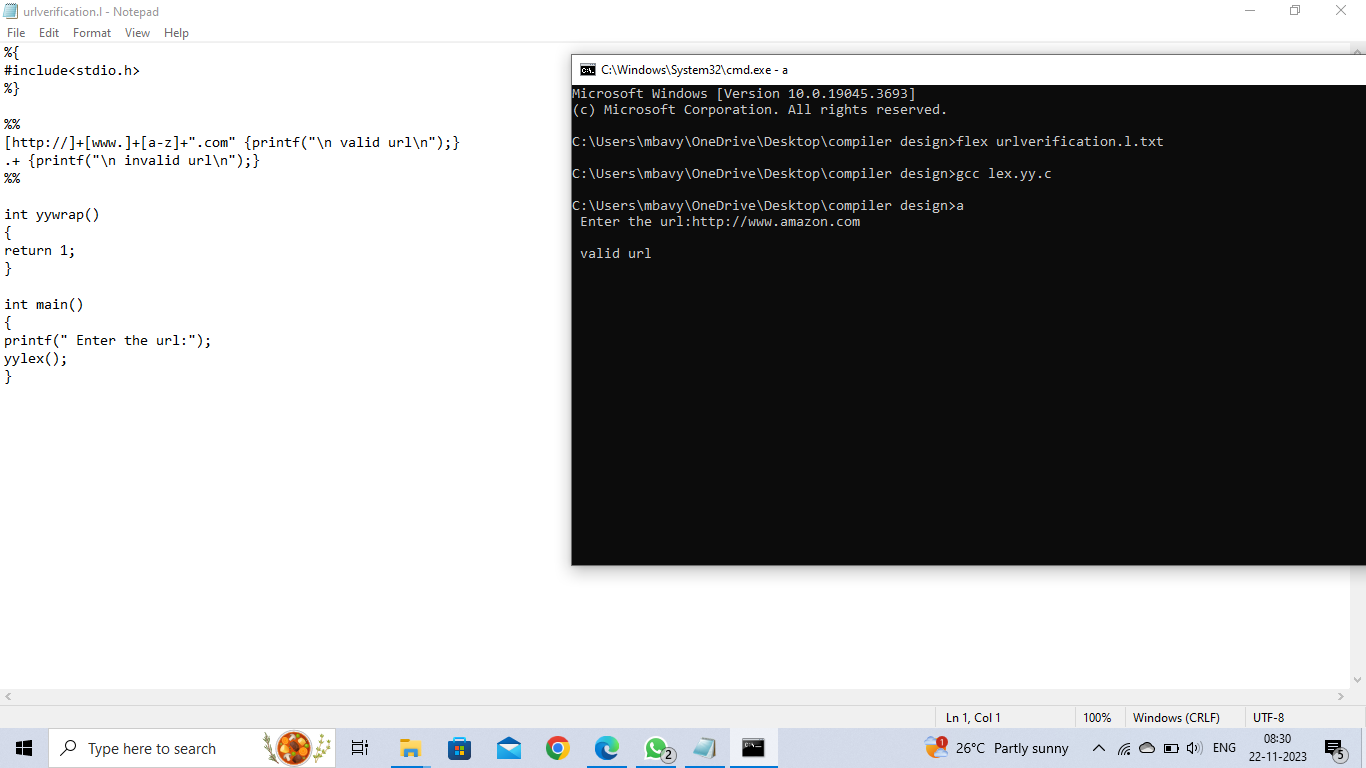 urlverification.l - Notepad
File Edit Format View Help
%{
#include<stdio.h>
%}
%%
[http://]+[www.]+[a-z]+".com" {printf("\n valid url\n");}
.+ {printf("\n invalid url\n");}
%%
int yywrap()
{
return 1;
}
int main()
{
printf(" Enter the url:");
yylex();
}
C:\Windows\System32\cmd.exe - a
Microsoft Windows [Version 10.0.19045.3693]
(c) Microsoft Corporation. All rights reserved.
C:\Users\mbavy\OneDrive\Desktop\compiler design>flex urlverification.l.txt
C:\Users\mbavy\OneDrive\Desktop\compiler design>gcc lex.yy.c
C:\Users\mbavy\OneDrive\Desktop\compiler design>a
Enter the url:http://www.amazon.com
valid url
Ln 1, Col 1 100% Windows (CRLF) UTF-8
Type here to search
2
1
26°C Partly sunny
ENG
08:30
22-11-2023
5